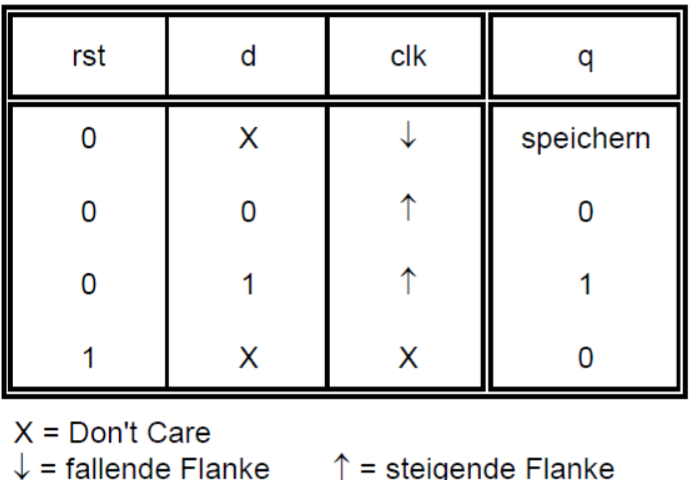 rst d clk q
0 X ↓ speichern
0 0 ↑ 0
0 1 ↑ 1
1 X X 0
X = Don't Care
↓ = fallende Flanke ↑ = steigende Flanke